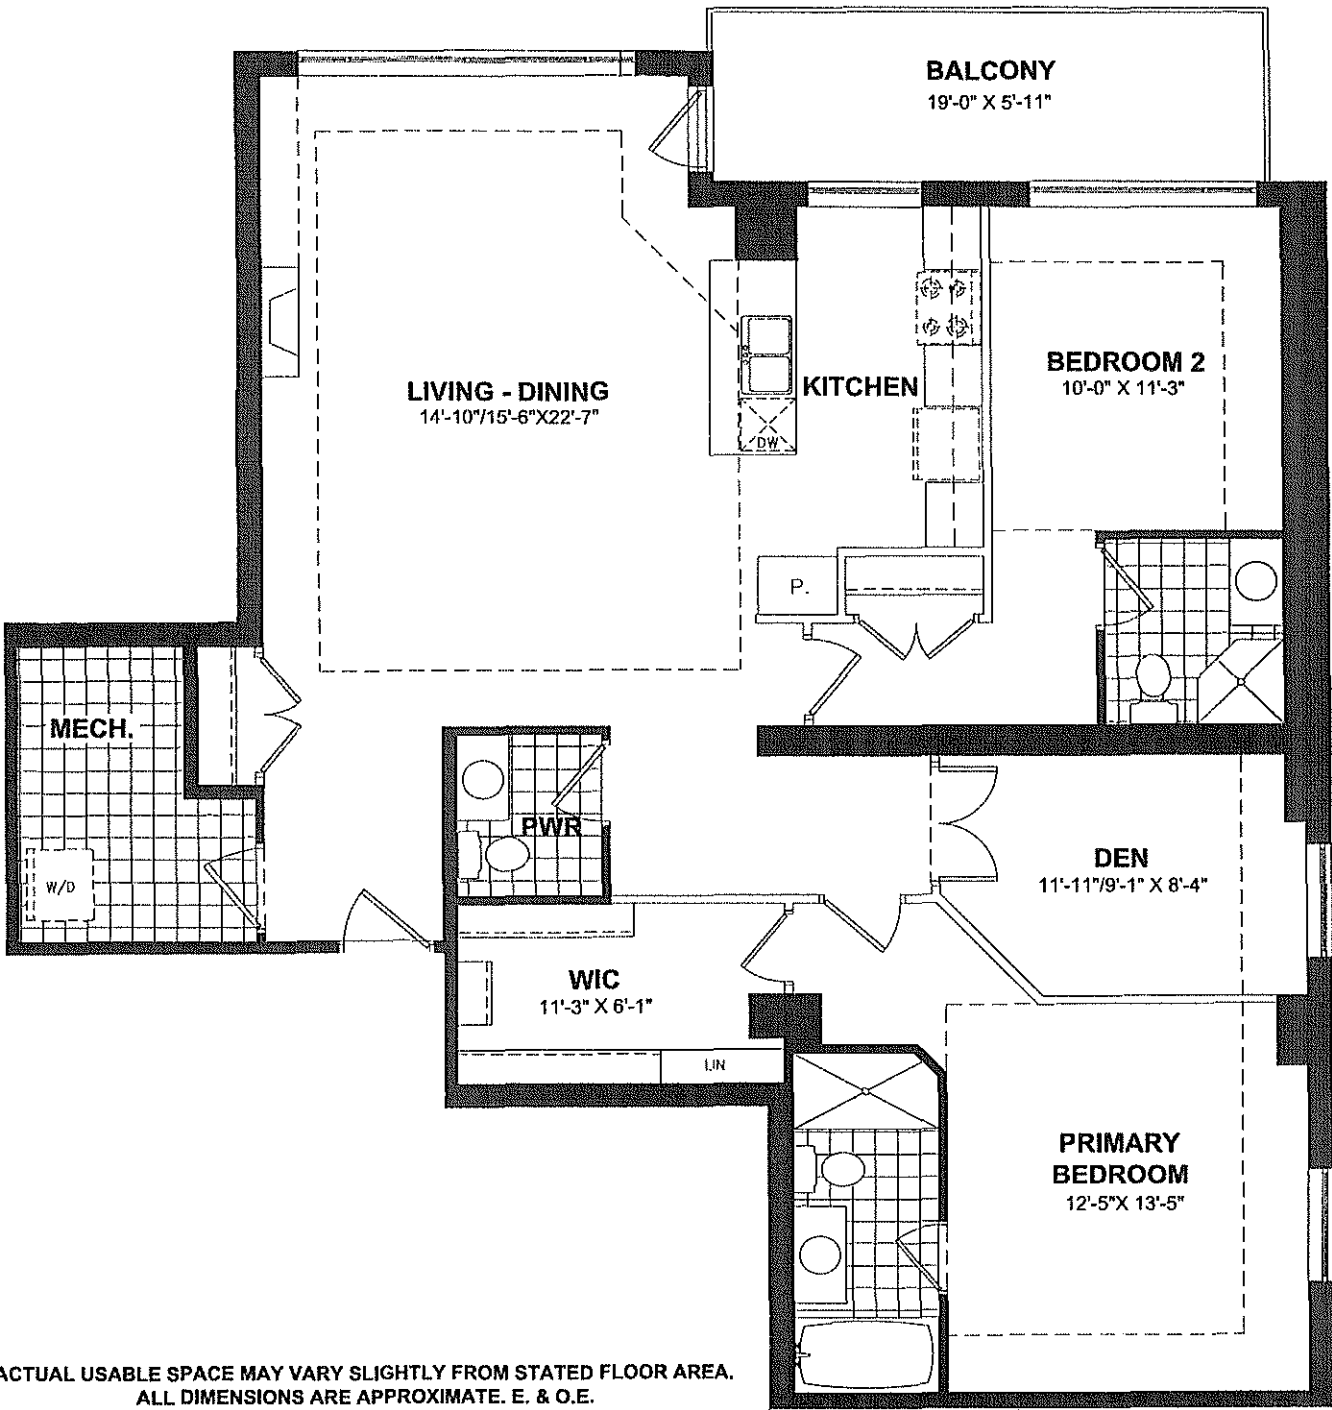 BALCONY
19'-0" X 5'-11"
LIVING - DINING
14'-10"/15'-6"X22'-7"
KITCHEN
BEDROOM 2
10'-0" X 11'-3"
DW
P.
MECH.
W/D
PWR
DEN
11'-11"/9'-1" X 8'-4"
WIC
11'-3" X 6'-1"
LIN
PRIMARY
BEDROOM
12'-5"X 13'-5"
ACTUAL USABLE SPACE MAY VARY SLIGHTLY FROM STATED FLOOR AREA.
ALL DIMENSIONS ARE APPROXIMATE. E. & O.E.